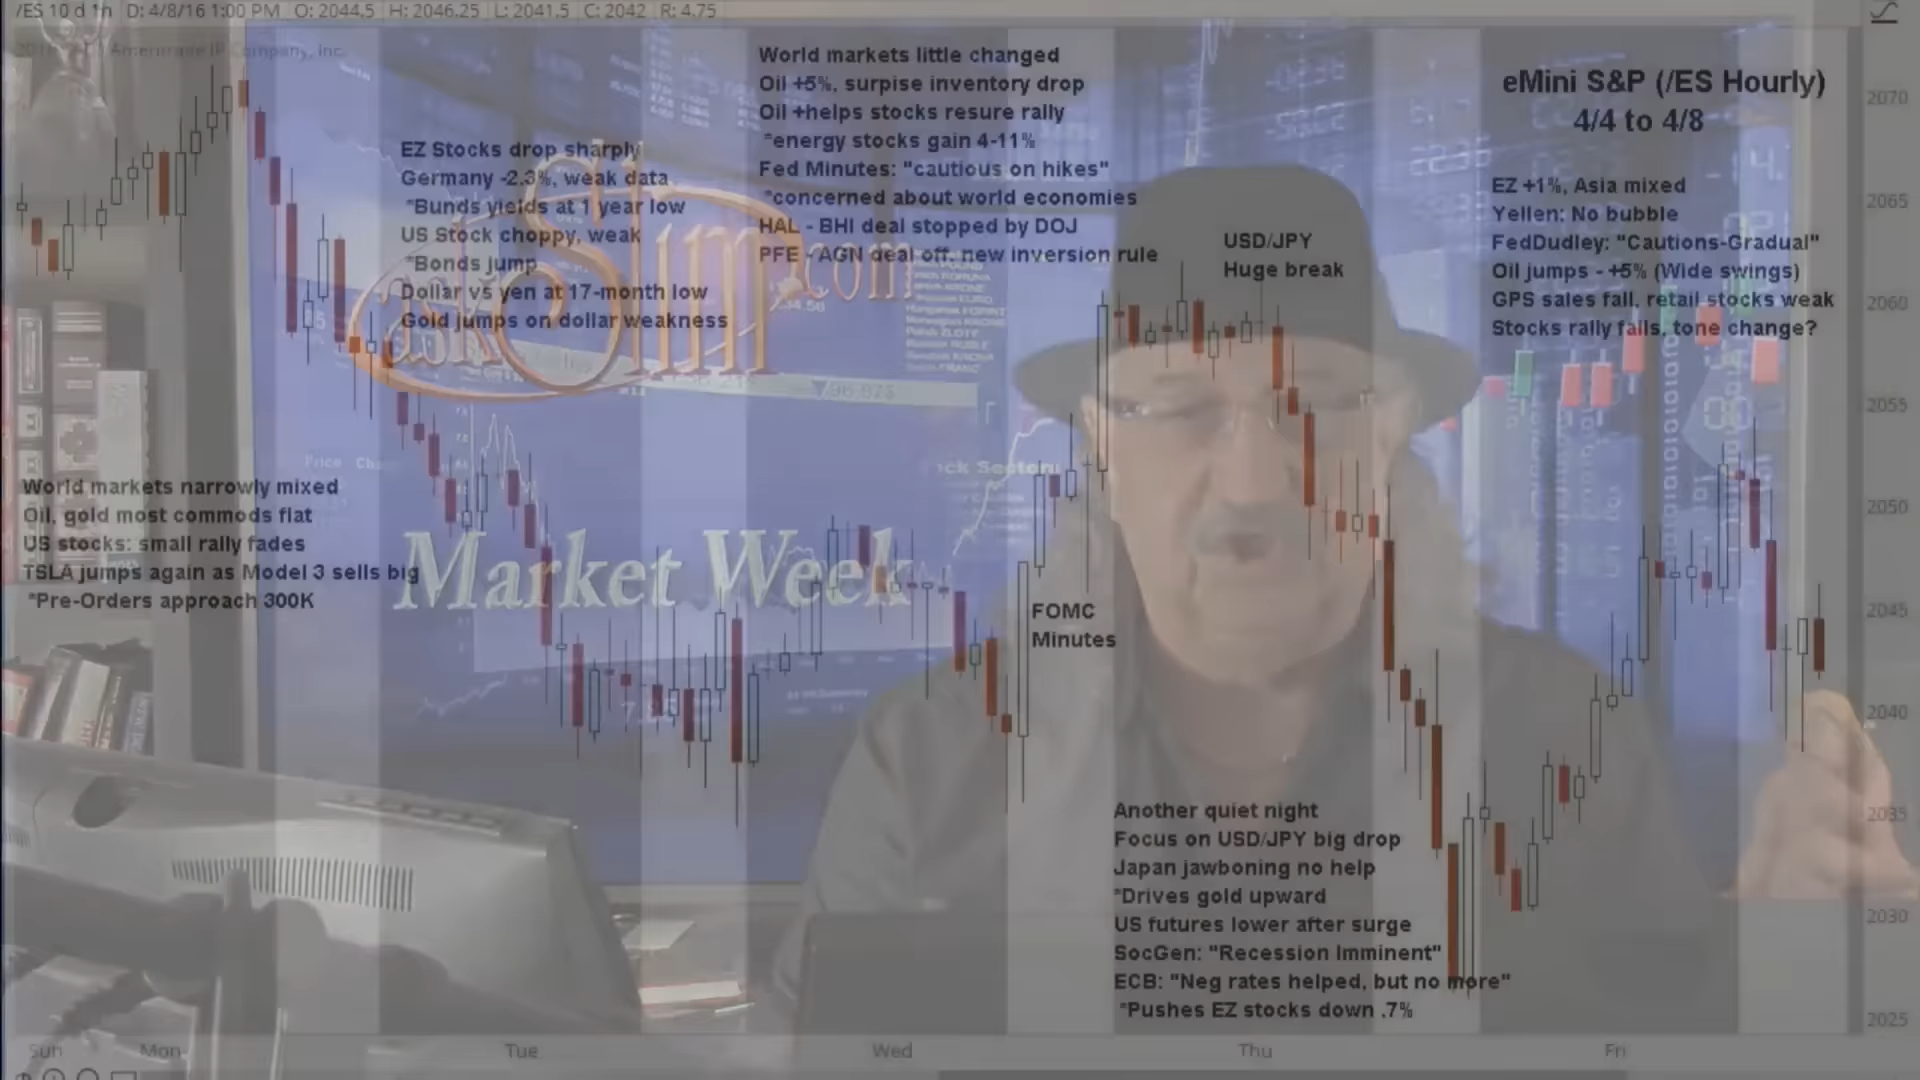 /ES 10 d 1h D: 4/8/16 1:00 PM O: 2044.5 H: 2046.25 L: 2041.5 C: 2042 R: 4.75
Ameritrade IP Company, Inc.
World markets little changed
Oil +5%, surpise inventory drop
Oil +helps stocks resure rally
*energy stocks gain 4-11%
Fed Minutes: "cautious on hikes"
*concerned about world economies
HAL - BHI deal stopped by DOJ
PFE - AGN deal off, new inversion rule
eMini S&P (/ES Hourly)
4/4 to 4/8
EZ Stocks drop sharply
Germany -2.3%, weak data
*Bunds yields at 1 year low
US Stock choppy, weak
*Bonds jump
Dollar vs yen at 17-month low
Gold jumps on dollar weakness
EZ +1%, Asia mixed
Yellen: No bubble
FedDudley: "Cautions-Gradual"
Oil jumps - +5% (Wide swings)
GPS sales fall, retail stocks weak
Stocks rally fails, tone change?
USD/JPY
Huge break
askSlim.com
Market Week
World markets narrowly mixed
Oil, gold most commods flat
US stocks: small rally fades
TSLA jumps again as Model 3 sells big
*Pre-Orders approach 300K
FOMC
Minutes
Another quiet night
Focus on USD/JPY big drop
Japan jawboning no help
*Drives gold upward
US futures lower after surge
SocGen: "Recession Imminent"
ECB: "Neg rates helped, but no more"
*Pushes EZ stocks down .7%
2070
2065
2060
2055
2050
2045
2040
2035
2030
2025
Sun Mon Tue Wed Thu Fri